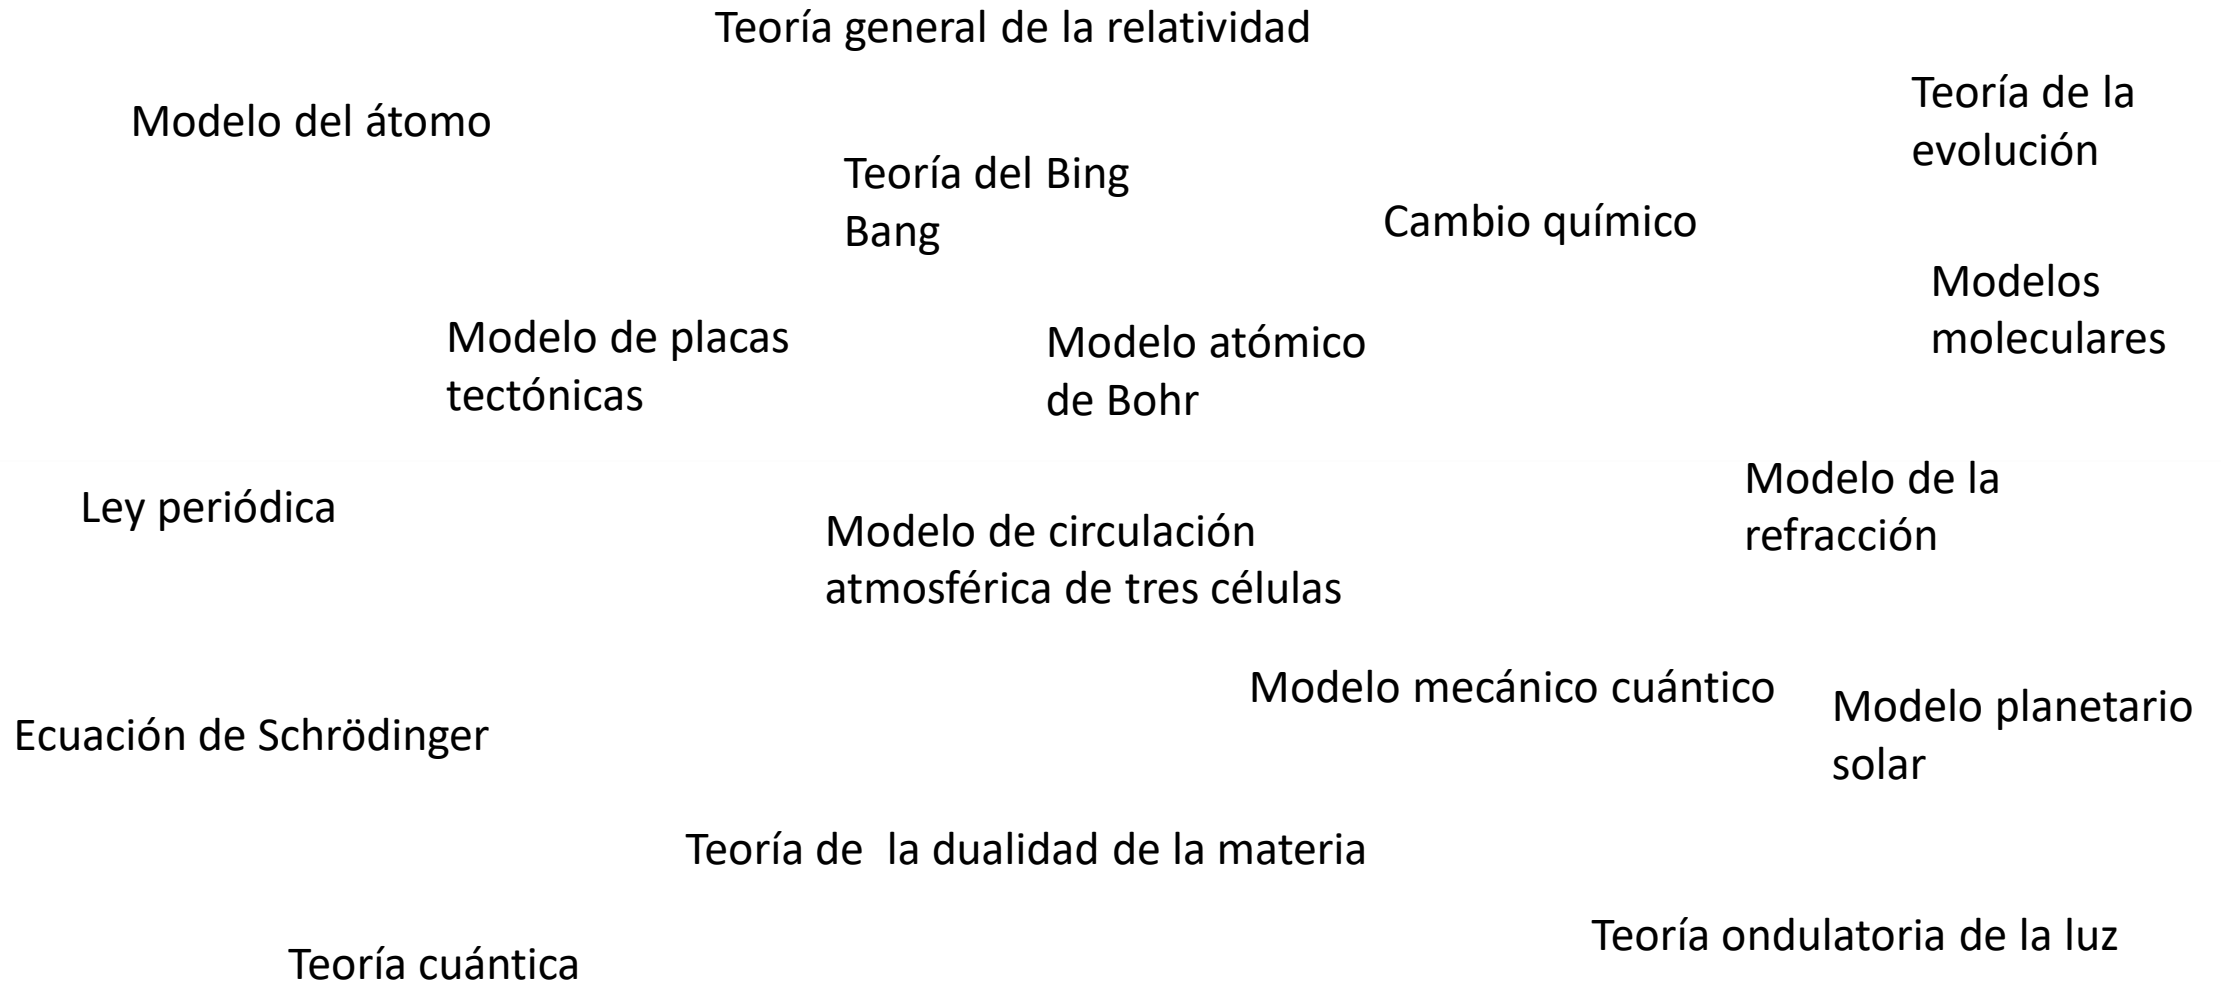 Teoría general de la relatividad
Modelo del átomo
Teoría de la
evolución
Teoría del Bing
Bang
Cambio químico
Modelos
moleculares
Modelo de placas
tectónicas
Modelo atómico
de Bohr
Ley periódica
Modelo de circulación
atmosférica de tres células
Modelo de la
refracción
Modelo mecánico cuántico
Modelo planetario
solar
Ecuación de Schrödinger
Teoría de  la dualidad de la materia
Teoría ondulatoria de la luz
Teoría cuántica